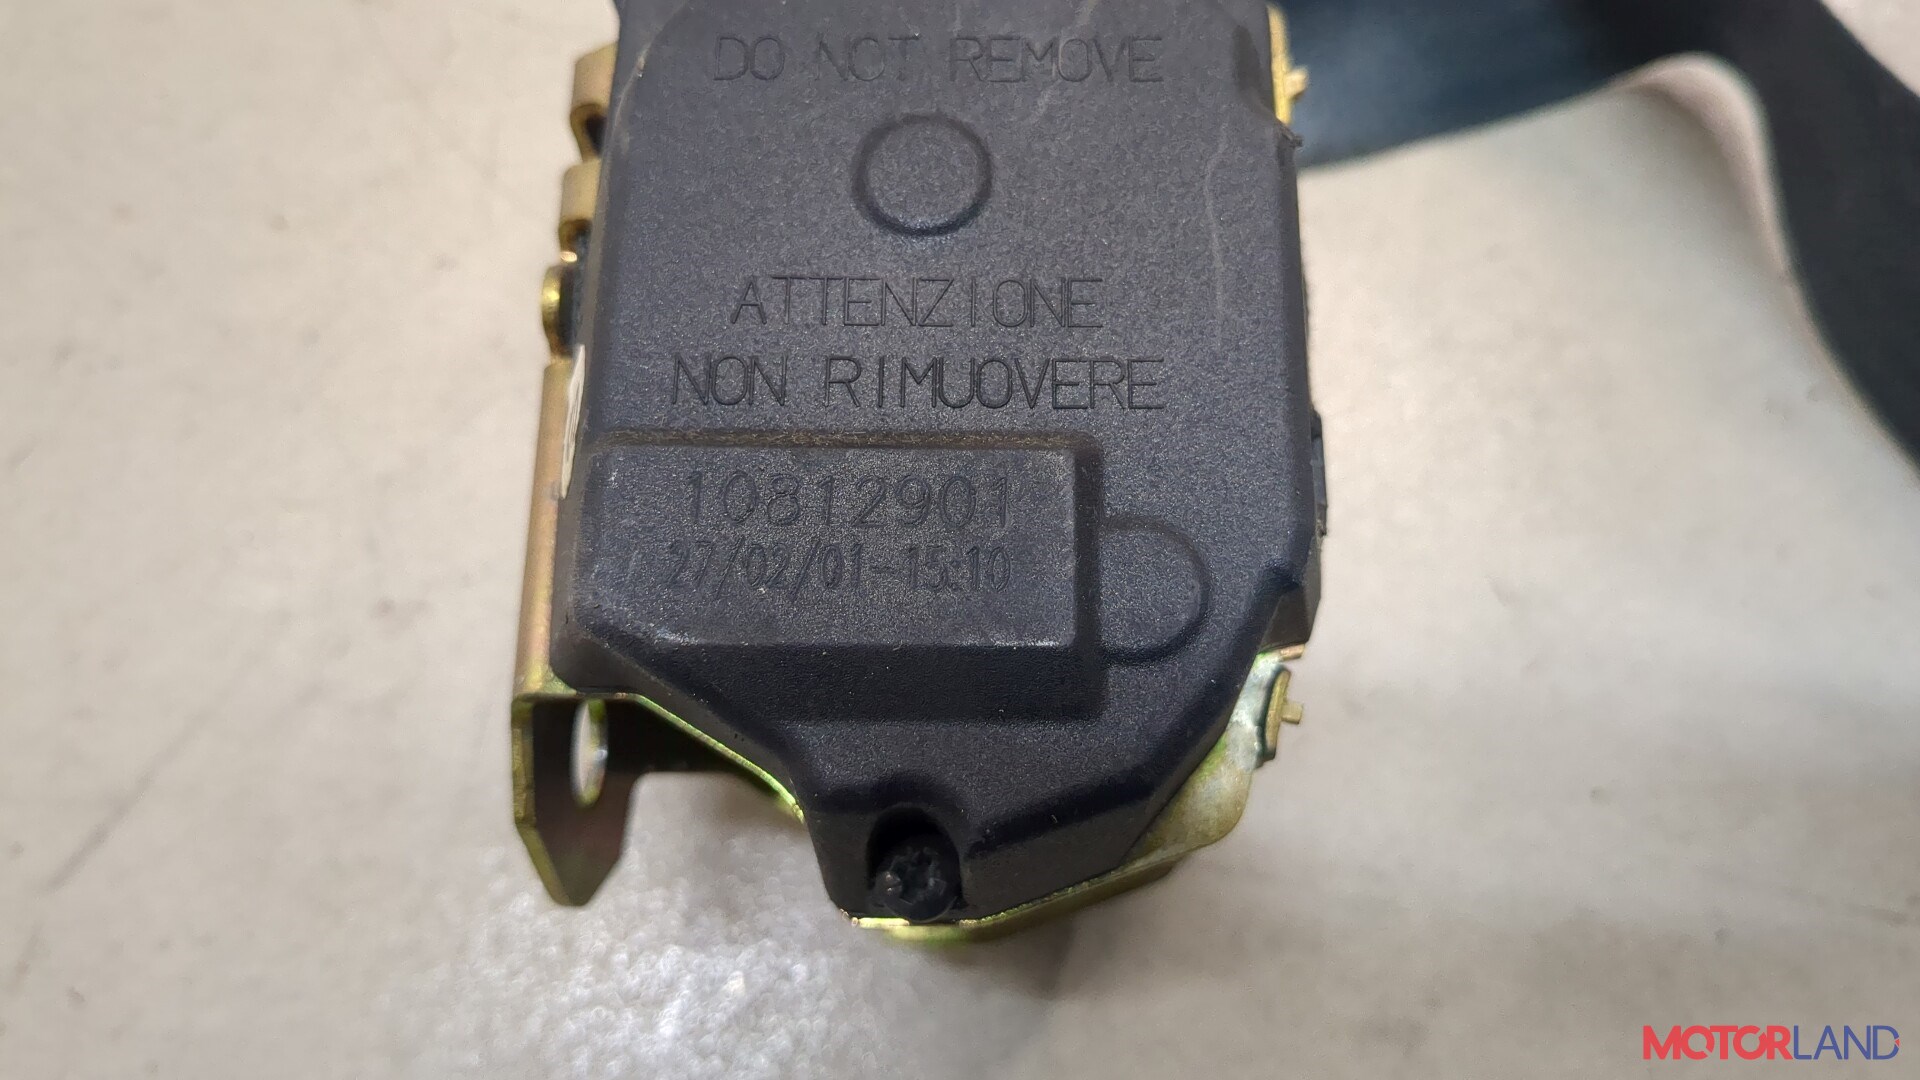 DO NOT REMOVE
ATTENZIONE
NON RIMUOVERE
10812901
27/02/01-15:10
MOTORLAND